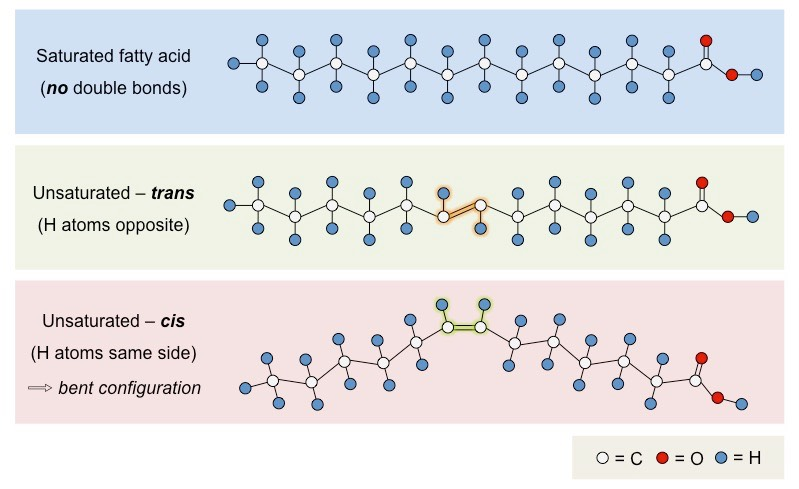 Saturated fatty acid
(no double bonds)
Unsaturated – trans
(H atoms opposite)
Unsaturated – cis
(H atoms same side)
⇒ bent configuration
= C = O = H